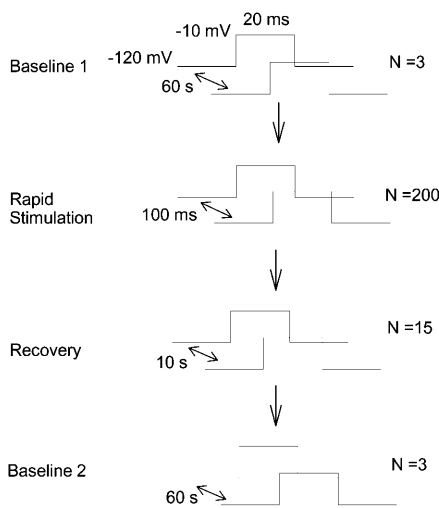 -10 mV 20 ms
-120 mV
Baseline 1 N =3
60 s
Rapid Stimulation N=200
100 ms
Recovery N =15
10 s
Baseline 2 N =3
60 s